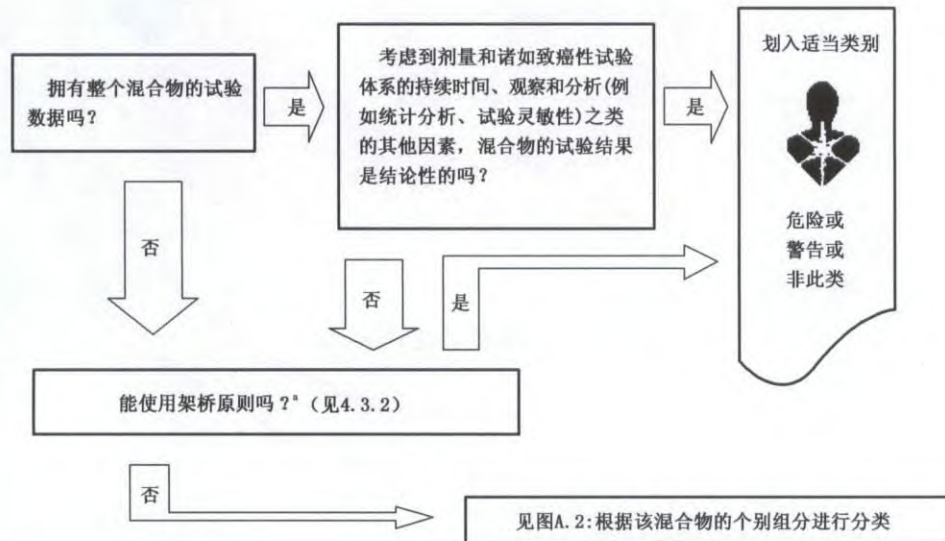 拥有整个混合物的试验
数据吗？
是
考虑到剂量和诸如致癌性试验
体系的持续时间、观察和分析(例
如统计分析、试验灵敏性)之类
的其他因素，混合物的试验结果
是结论性的吗？
是
划入适当类别
危险或
警告或
非此类
否
否
是
能使用架桥原则吗？ᵃ（见4.3.2）
否
见图A.2:根据该混合物的个别组分进行分类